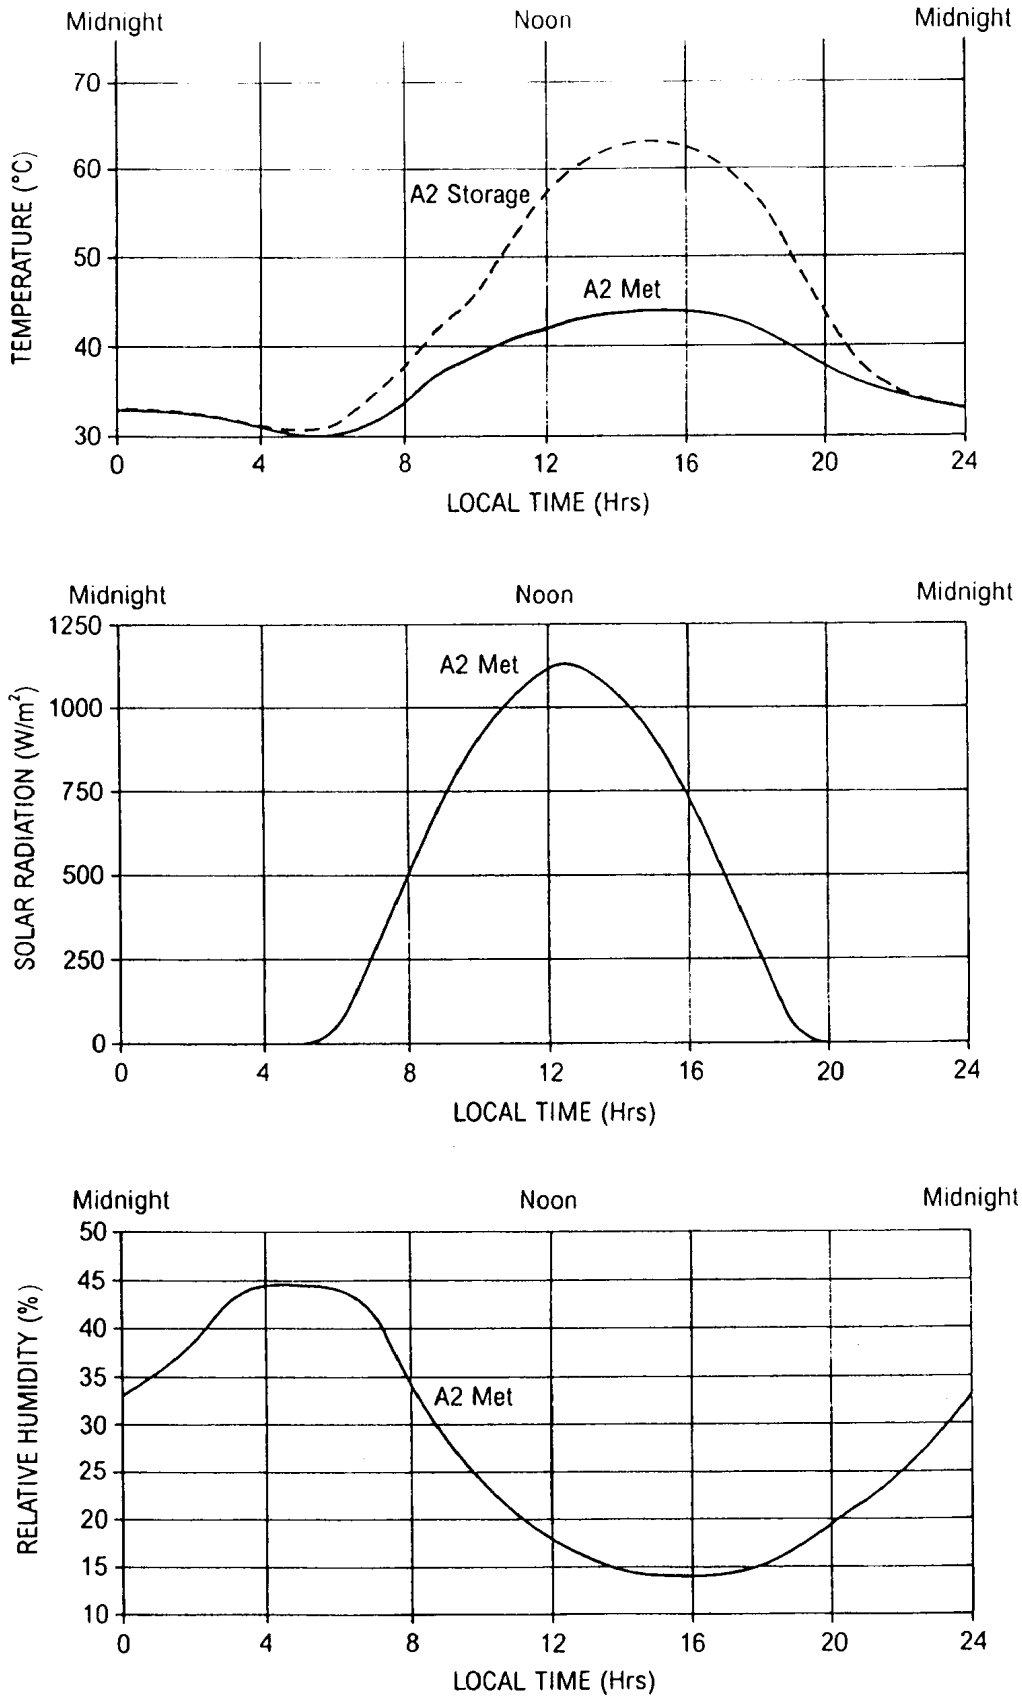 Midnight Noon Midnight
70
60
50
40
30
TEMPERATURE (°C)
A2 Storage
A2 Met
0 4 8 12 16 20 24
LOCAL TIME (Hrs)
Midnight Noon Midnight
1250
1000
750
500
250
0
SOLAR RADIATION (W/m²)
A2 Met
0 4 8 12 16 20 24
LOCAL TIME (Hrs)
Midnight Noon Midnight
50
45
40
35
30
25
20
15
10
RELATIVE HUMIDITY (%)
A2 Met
0 4 8 12 16 20 24
LOCAL TIME (Hrs)